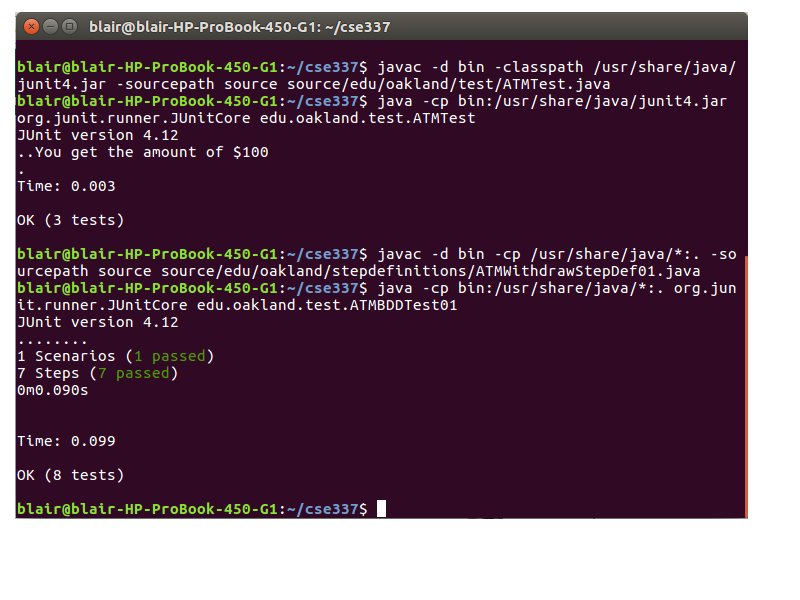 blair@blair-HP-ProBook-450-G1: ~/cse337
blair@blair-HP-ProBook-450-G1:~/cse337$ javac -d bin -classpath /usr/share/java/
junit4.jar -sourcepath source source/edu/oakland/test/ATMTest.java
blair@blair-HP-ProBook-450-G1:~/cse337$ java -cp bin:/usr/share/java/junit4.jar
org.junit.runner.JUnitCore edu.oakland.test.ATMTest
JUnit version 4.12
..You get the amount of $100
.
Time: 0.003
OK (3 tests)
blair@blair-HP-ProBook-450-G1:~/cse337$ javac -d bin -cp /usr/share/java/*:. -so
urcepath source source/edu/oakland/stepdefinitions/ATMWithdrawStepDef01.java
blair@blair-HP-ProBook-450-G1:~/cse337$ java -cp bin:/usr/share/java/*:. org.jun
it.runner.JUnitCore edu.oakland.test.ATMBDDTest01
JUnit version 4.12
........
1 Scenarios (1 passed)
7 Steps (7 passed)
0m0.090s
Time: 0.099
OK (8 tests)
blair@blair-HP-ProBook-450-G1:~/cse337$